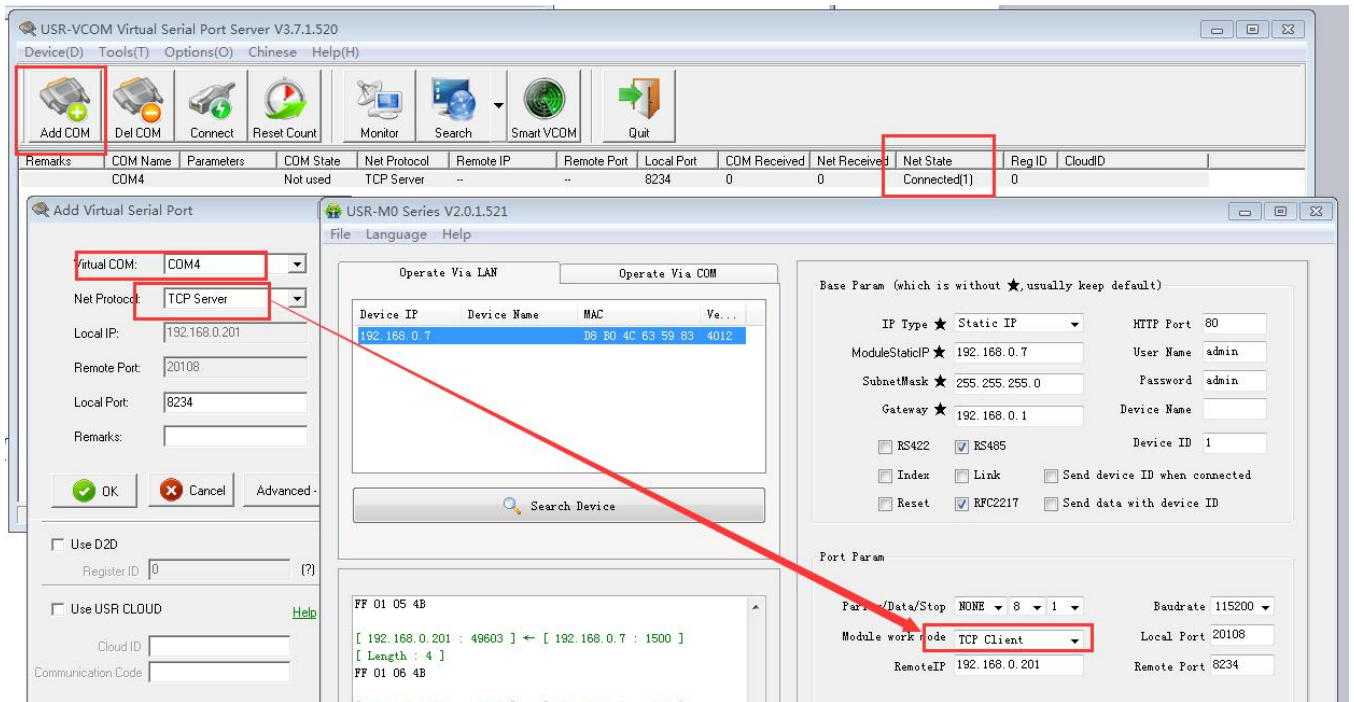 USR-VCOM Virtual Serial Port Server V3.7.1.520
Device(D) Tools(T) Options(O) Chinese Help(H)
Add COM Del COM Connect Reset Count Monitor Search Smart VCOM Quit
Remarks COM Name Parameters COM State Net Protocol Remote IP Remote Port Local Port COM Received Net Received Net State Reg ID CloudID
COM4 Not used TCP Server -- -- 8234 0 0 Connected(1) 0
Add Virtual Serial Port
Virtual COM: COM4
Net Protocol: TCP Server
Local IP: 192.168.0.201
Remote Port: 20108
Local Port: 8234
Remarks:
OK Cancel Advanced -
Use D2D
Register ID 0 (?)
Use USR CLOUD Help
Cloud ID
Communication Code
USR-M0 Series V2.0.1.521
File Language Help
Operate Via LAN Operate Via COM
Device IP Device Name MAC Ve...
192.168.0.7 D8 B0 4C 63 59 83 4012
Search Device
FF 01 05 4B
[ 192.168.0.201 : 49603 ] ← [ 192.168.0.7 : 1500 ]
[ Length : 4 ]
FF 01 06 4B
Base Param (which is without ★, usually keep default)
IP Type ★ Static IP HTTP Port 80
ModuleStaticIP ★ 192.168.0.7 User Name admin
SubnetMask ★ 255.255.255.0 Password admin
Gateway ★ 192.168.0.1 Device Name
RS422 RS485 Device ID 1
Index Link Send device ID when connected
Reset RFC2217 Send data with device ID
Port Param
Parity/Data/Stop NONE 8 1 Baudrate 115200
Module work mode TCP Client Local Port 20108
RemoteIP 192.168.0.201 Remote Port 8234